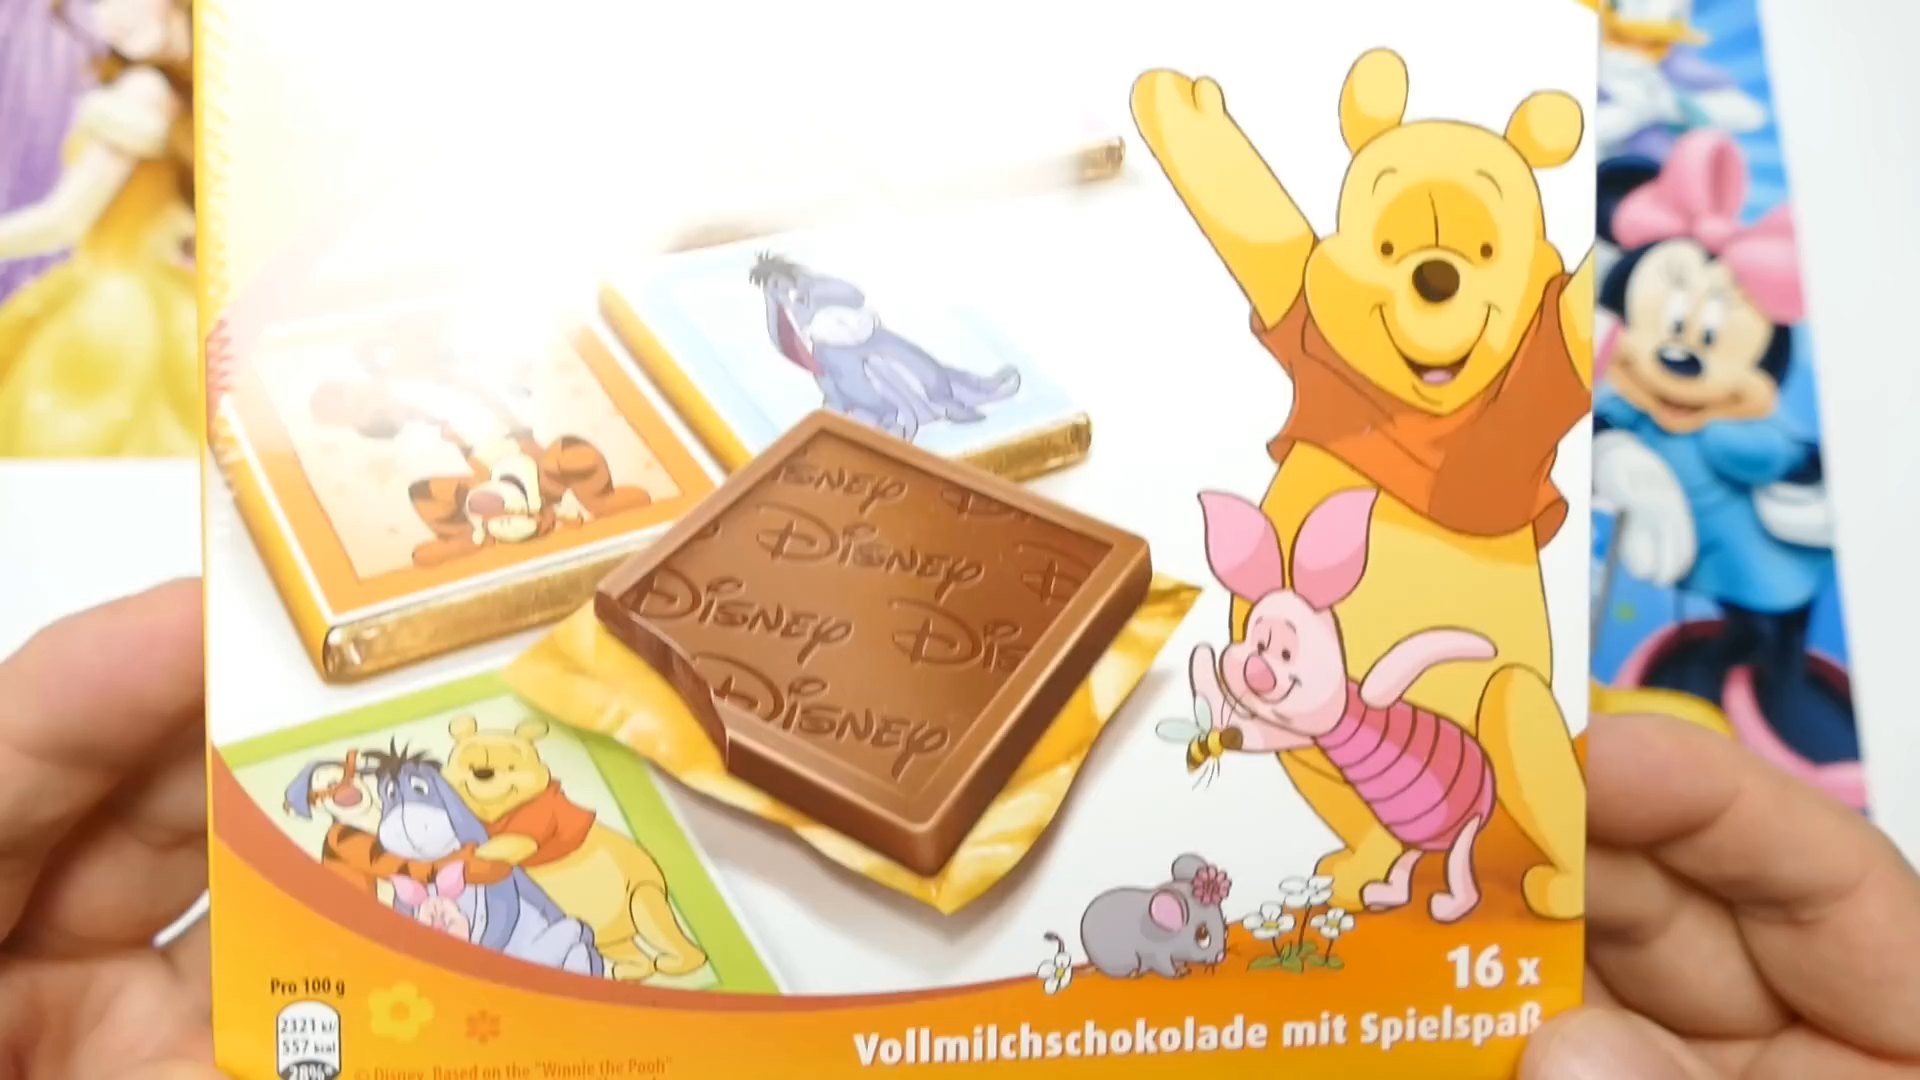 DISNEY
DISNEY
DISNEY DIS
DISNEY
16 x
Vollmilchschokolade mit Spielspaß
Pro 100 g
2321 kJ/
557 kcal
28%*
© Disney. Based on the "Winnie the Pooh"